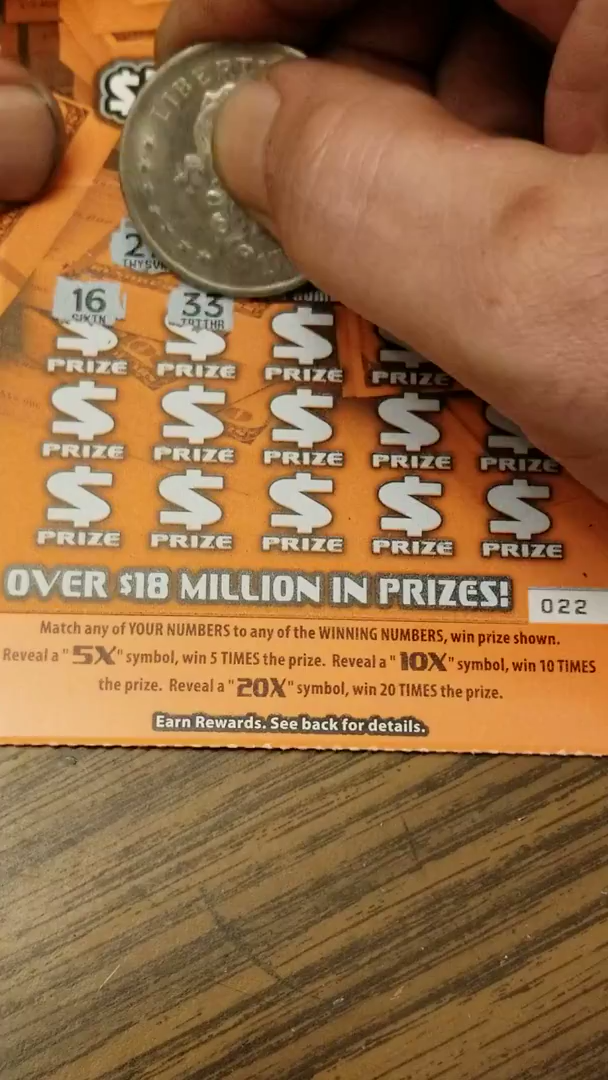 LIBERTY
16 33
PRIZE PRIZE PRIZE PRIZE
PRIZE PRIZE PRIZE PRIZE PRIZE
PRIZE PRIZE PRIZE PRIZE PRIZE
OVER $18 MILLION IN PRIZES!
022
Match any of YOUR NUMBERS to any of the WINNING NUMBERS, win prize shown.
Reveal a "5X" symbol, win 5 TIMES the prize. Reveal a "10X" symbol, win 10 TIMES
the prize. Reveal a "20X" symbol, win 20 TIMES the prize.
Earn Rewards. See back for details.